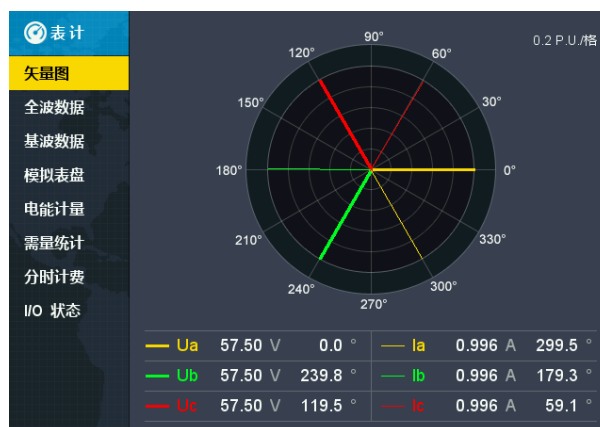 表计
矢量图
全波数据
基波数据
模拟表盘
电能计量
需量统计
分时计费
I/O 状态
0.2 P.U./格
90°
120°
60°
150°
30°
180°
0°
210°
330°
240°
300°
270°
Ua 57.50 V 0.0 ° Ia 0.996 A 299.5 °
Ub 57.50 V 239.8 ° Ib 0.996 A 179.3 °
Uc 57.50 V 119.5 ° Ic 0.996 A 59.1 °